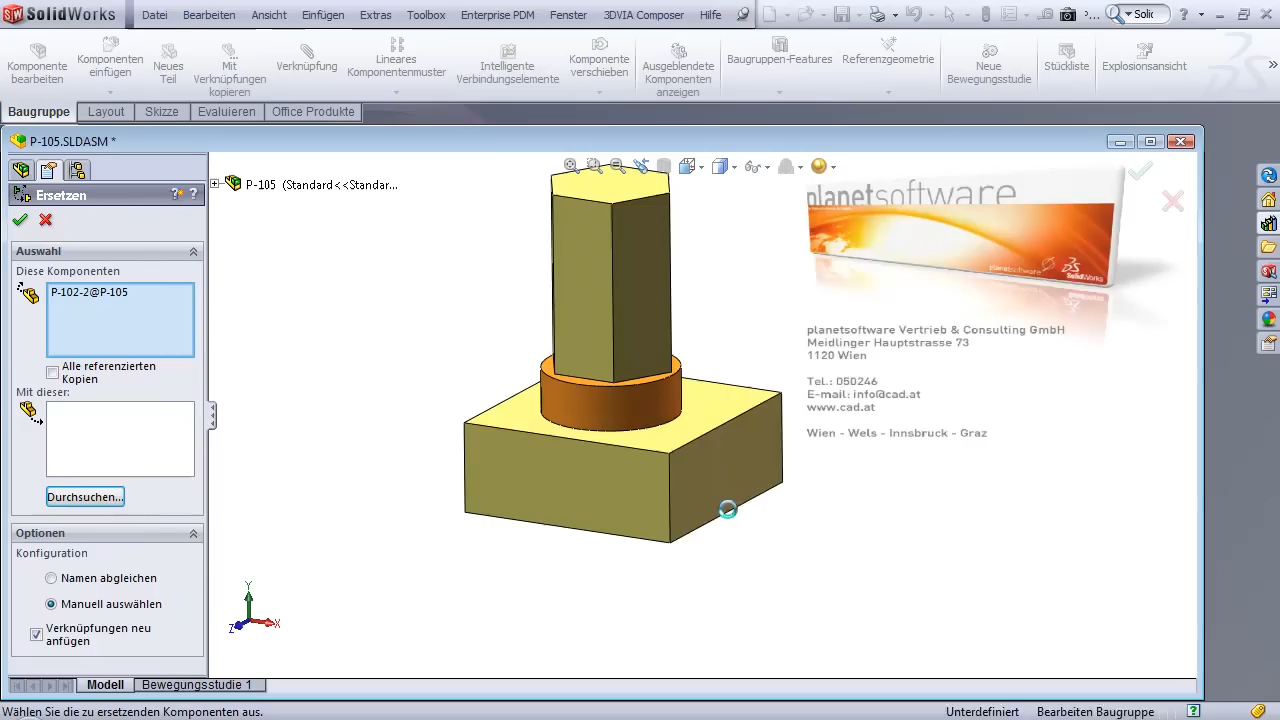 SolidWorks
Datei Bearbeiten Ansicht Einfügen Extras Toolbox Enterprise PDM Fenster 3DVIA Composer Hilfe
P... Solic
Komponente bearbeiten
Komponenten einfügen
Neues Teil
Mit Verknüpfungen kopieren
Verknüpfung
Lineares Komponentenmuster
Intelligente Verbindungselemente
Komponente verschieben
Ausgeblendete Komponenten anzeigen
Baugruppen-Features
Referenzgeometrie
Neue Bewegungsstudie
Stückliste
Explosionsansicht
Baugruppe Layout Skizze Evaluieren Office Produkte
P-105.SLDASM *
Ersetzen
P-105 (Standard<<Standar...
Auswahl
Diese Komponenten
P-102-2@P-105
Alle referenzierten
Kopien
Mit dieser:
Durchsuchen...
Optionen
Konfiguration
Namen abgleichen
Manuell auswählen
Verknüpfungen neu
anfügen
planetsoftware
planetsoftware
SolidWorks
planetsoftware Vertrieb & Consulting GmbH
Meidlinger Hauptstrasse 73
1120 Wien
Tel.: 050246
E-mail: info@cad.at
www.cad.at
Wien - Wels - Innsbruck - Graz
Y
X
Z
Modell Bewegungsstudie 1
Wählen Sie die zu ersetzenden Komponenten aus.
Unterdefiniert Bearbeiten Baugruppe